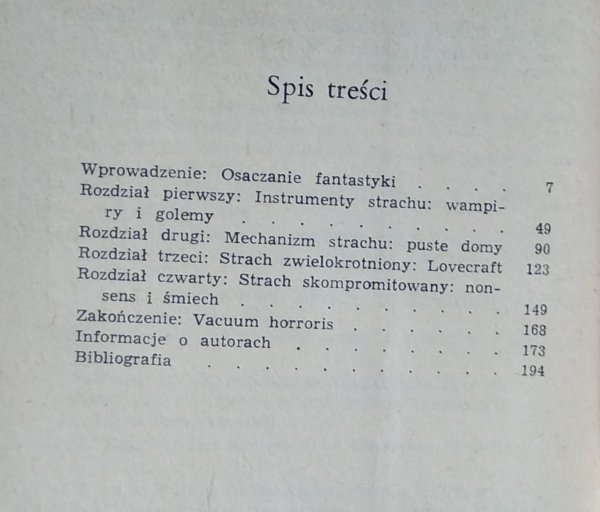 Spis treści
Wprowadzenie: Osaczanie fantastyki . . . . 7
Rozdział pierwszy: Instrumenty strachu: wampi-
ry i golemy . . . . . . . . . 49
Rozdział drugi: Mechanizm strachu: puste domy 90
Rozdział trzeci: Strach zwielokrotniony: Lovecraft 123
Rozdział czwarty: Strach skompromitowany: non-
sens i śmiech . . . . . . . . . 149
Zakończenie: Vacuum horroris . . . . . 168
Informacje o autorach . . . . . . . 173
Bibliografia . . . . . . . . . . 194